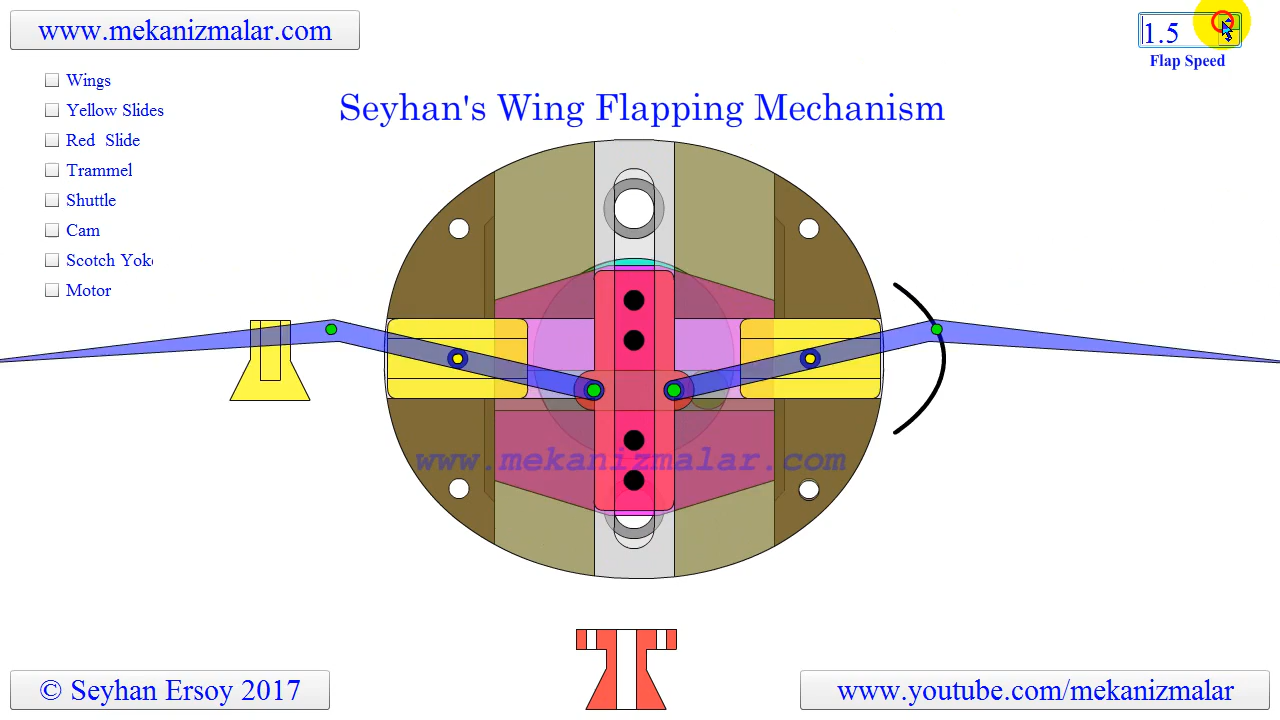 www.mekanizmalar.com
1.5
Flap Speed
Wings
Yellow Slides
Red Slide
Trammel
Shuttle
Cam
Scotch Yok
Motor
Seyhan's Wing Flapping Mechanism
www.mekanizmalar.com
© Seyhan Ersoy 2017
www.youtube.com/mekanizmalar